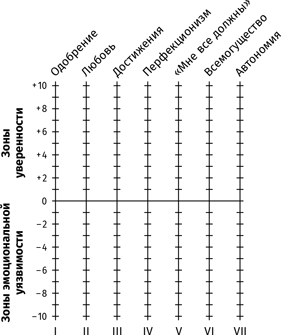 Одобрение
Любовь
Достижения
Перфекционизм
«Мне все должны»
Всемогущество
Автономия
Зоны
уверенности
Зоны эмоциональной
уязвимости
+10
+8
+6
+4
+2
0
−2
−4
−6
−8
−10
I II III IV V VI VII